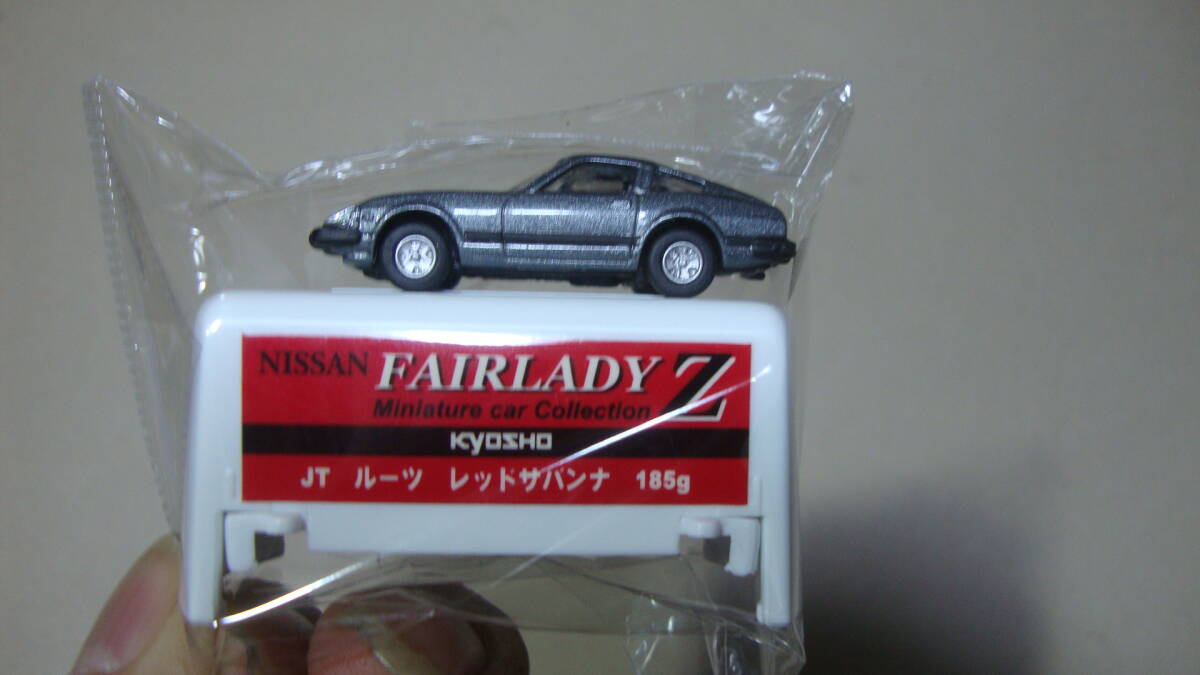 NISSAN FAIRLADY Z
Miniature car Collection
KYOSHO
JT ルーツ レッドサバンナ 185g